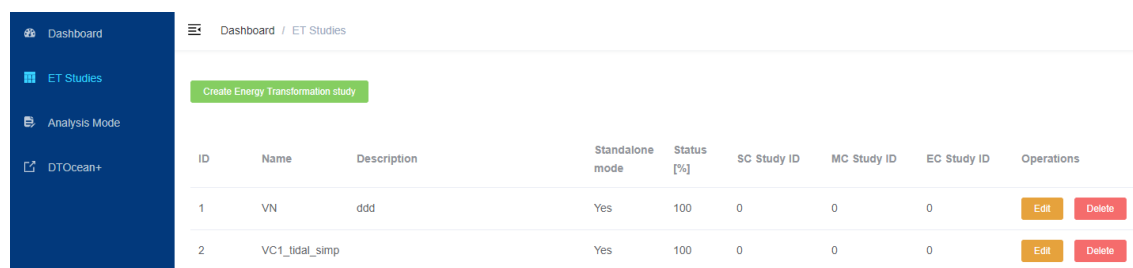 Dashboard
ET Studies
Analysis Mode
DTOcean+
Dashboard / ET Studies
Create Energy Transformation study
ID Name Description Standalone mode Status [%] SC Study ID MC Study ID EC Study ID Operations
1 VN ddd Yes 100 0 0 0 Edit Delete
2 VC1_tidal_simp Yes 100 0 0 0 Edit Delete